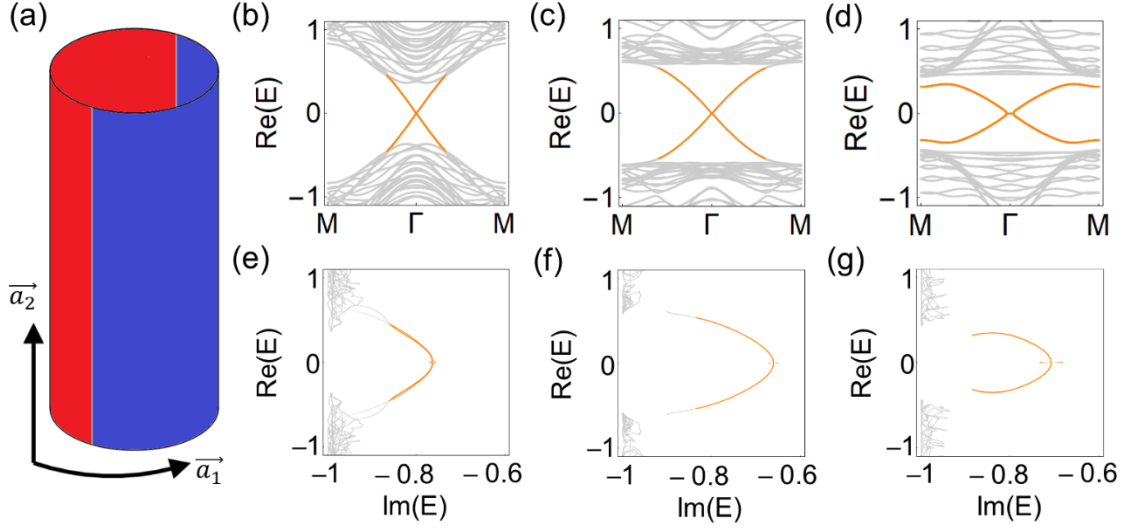 (a)
a₂
a₁
(b)
Re(E)
1
0
−1
M Γ M
(c)
Re(E)
1
0
−1
M Γ M
(d)
Re(E)
1
0
−1
M Γ M
(e)
Re(E)
1
0
−1
−1 −0.8 −0.6
Im(E)
(f)
Re(E)
1
0
−1
−1 −0.8 −0.6
Im(E)
(g)
Re(E)
1
0
−1
−1 −0.8 −0.6
Im(E)